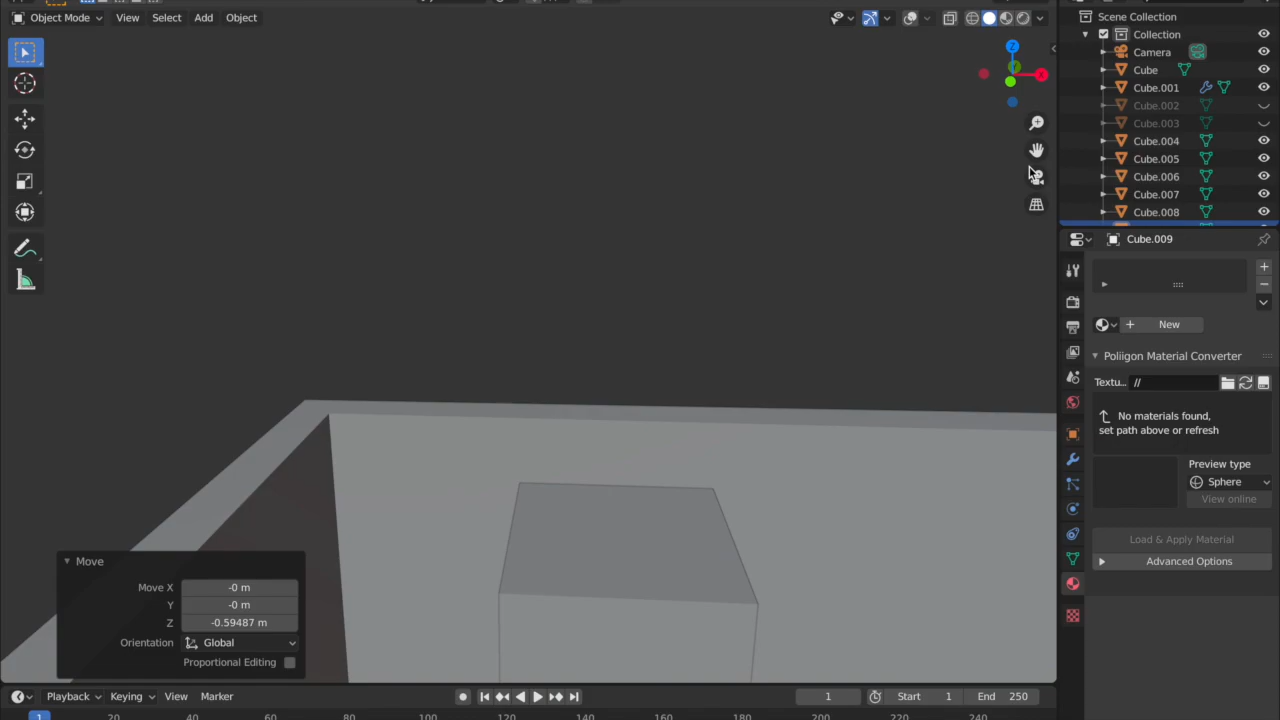 Object Mode View Select Add Object
Z
X
Scene Collection
Collection
Camera
Cube
Cube.001
Cube.002
Cube.003
Cube.004
Cube.005
Cube.006
Cube.007
Cube.008
Cube.009
New
Poliigon Material Converter
Textu... //
No materials found,
set path above or refresh
Preview type
Sphere
View online
Load & Apply Material
Advanced Options
Move
Move X -0 m
Y -0 m
Z -0.59487 m
Orientation Global
Proportional Editing
Playback Keying View Marker 1 Start 1 End 250
1 20 40 60 80 100 120 140 160 180 200 220 240